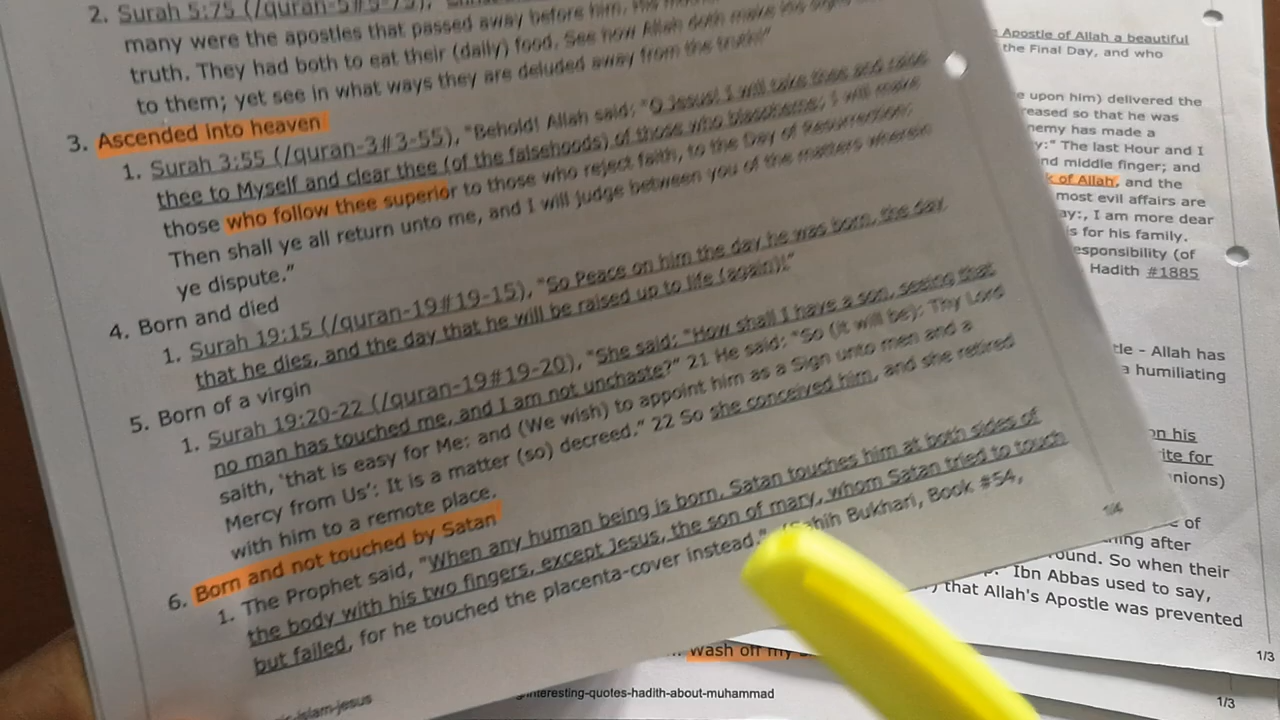 2. Surah 5:75 (/quran-5#5-75),
many were the apostles that passed away before him. His
truth. They had both to eat their (daily) food. See how Allah doth make his signs
to them; yet see in what ways they are deluded away from the truth!"
3. Ascended into heaven
1. Surah 3:55 (/quran-3#3-55), "Behold! Allah said: "O Jesus! I will take thee and raise
thee to Myself and clear thee (of the falsehoods) of those who blaspheme; I will make
those who follow thee superior to those who reject faith, to the Day of Resurrection;
Then shall ye all return unto me, and I will judge between you of the matters wherein
ye dispute."
4. Born and died
1. Surah 19:15 (/quran-19#19-15), "So Peace on him the day he was born, the day
that he dies, and the day that he will be raised up to life (again)!"
5. Born of a virgin
1. Surah 19:20-22 (/quran-19#19-20), "She said: "How shall I have a son, seeing that
no man has touched me, and I am not unchaste?" 21 He said: "So (it will be): Thy Lord
saith, 'that is easy for Me: and (We wish) to appoint him as a Sign unto men and a
Mercy from Us': It is a matter (so) decreed." 22 So she conceived him, and she retired
with him to a remote place.
6. Born and not touched by Satan
1. The Prophet said, "When any human being is born, Satan touches him at both sides of
the body with his two fingers, except Jesus, the son of mary, whom Satan tried to touch
but failed, for he touched the placenta-cover instead." (Sahih Bukhari, Book #54,
1/4
islam-jesus
Apostle of Allah a beautiful
the Final Day, and who
upon him) delivered the
so that he was
has made a
The last Hour and I
middle finger; and
of Allah, and the
most evil affairs are
I am more dear
is for his family.
(of
Hadith #1885
- Allah has
a humiliating
on his
for
of
after
So when their
Ibn Abbas used to say,
that Allah's Apostle was prevented
1/3
wash off my
interesting-quotes-hadith-about-muhammad
1/3